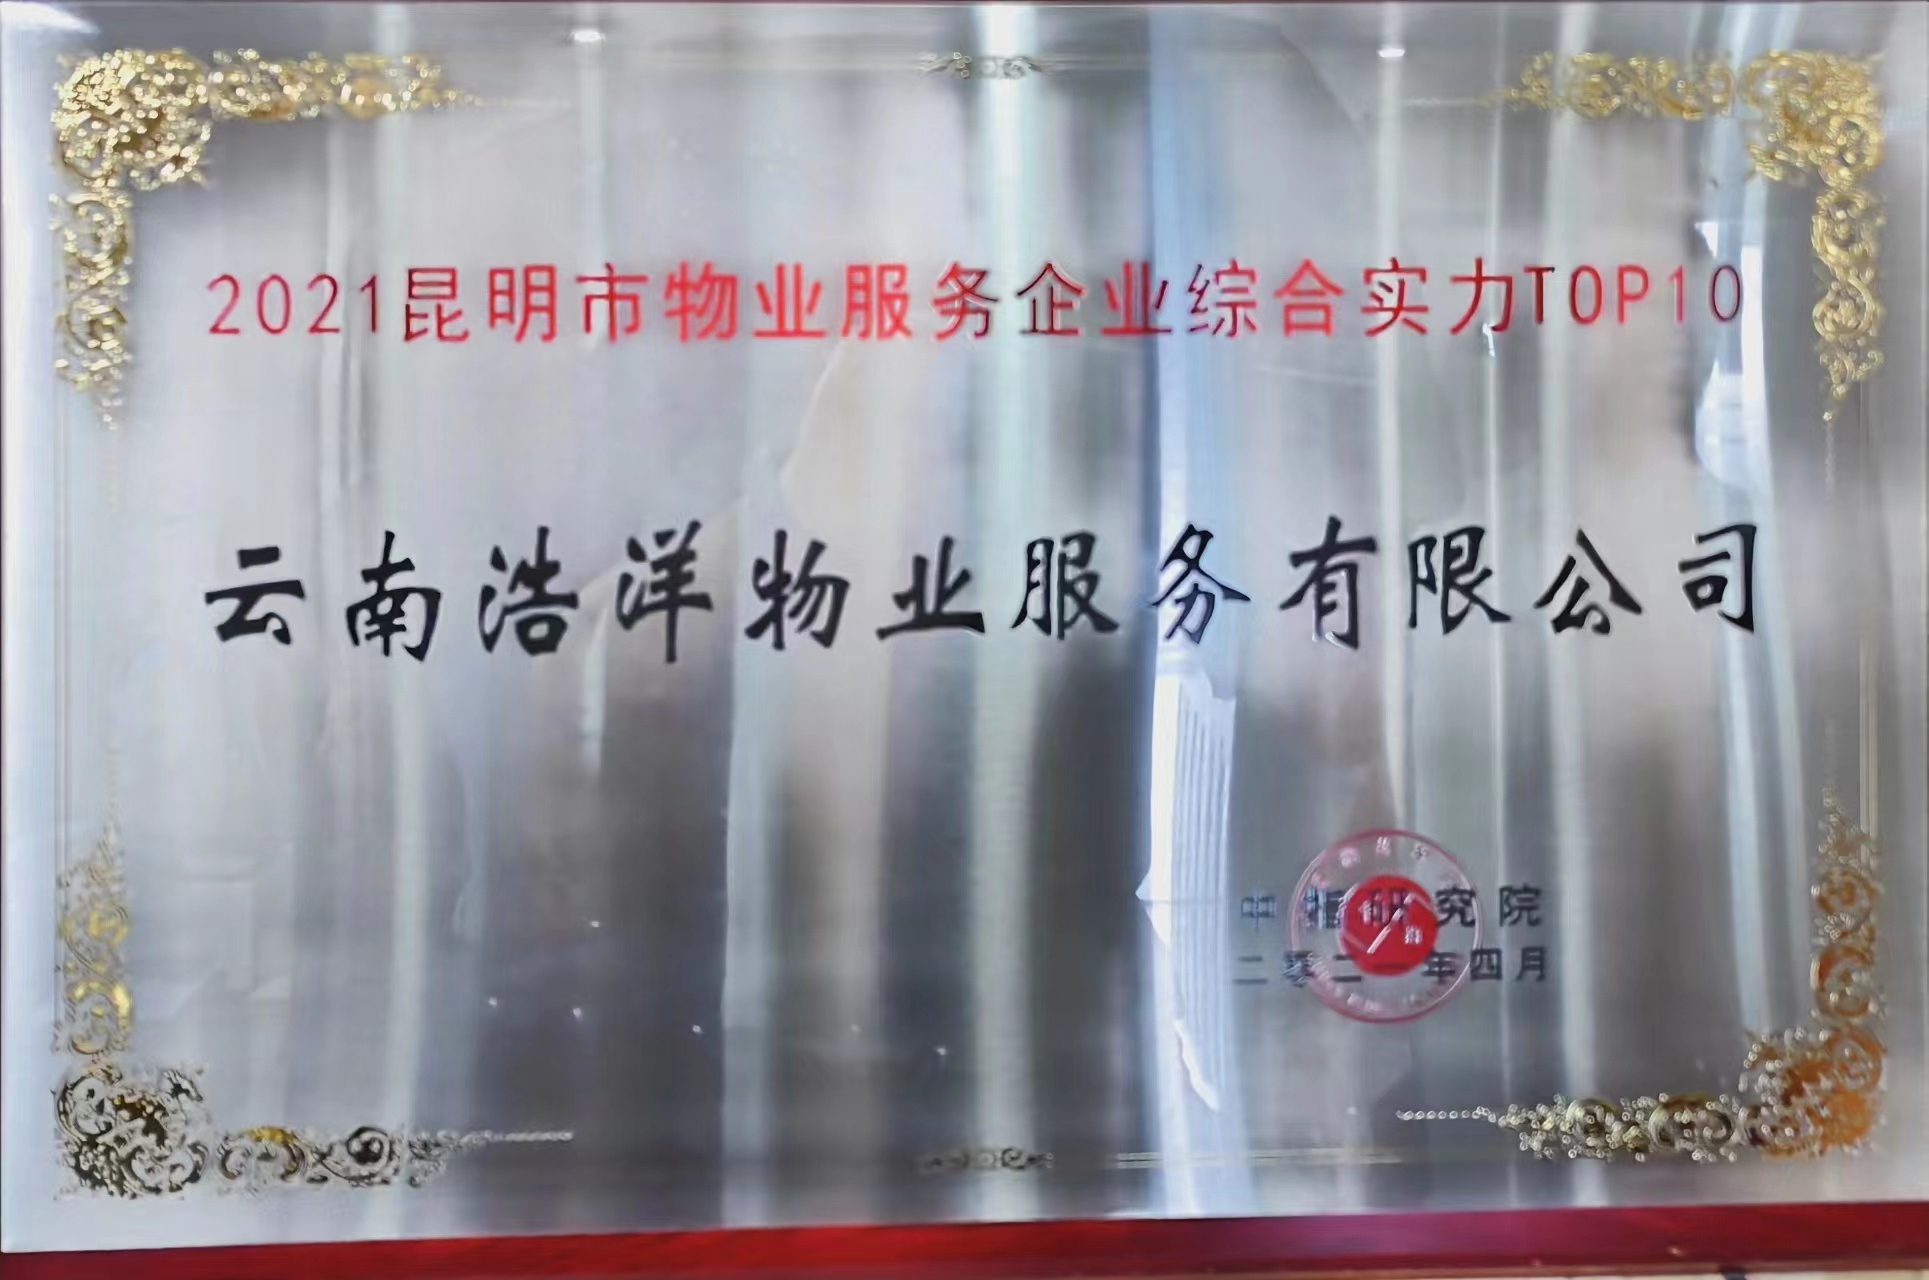 2021昆明市物业服务企业综合实力TOP10
云南浩洋物业服务有限公司
中指研究院
二零二一年四月